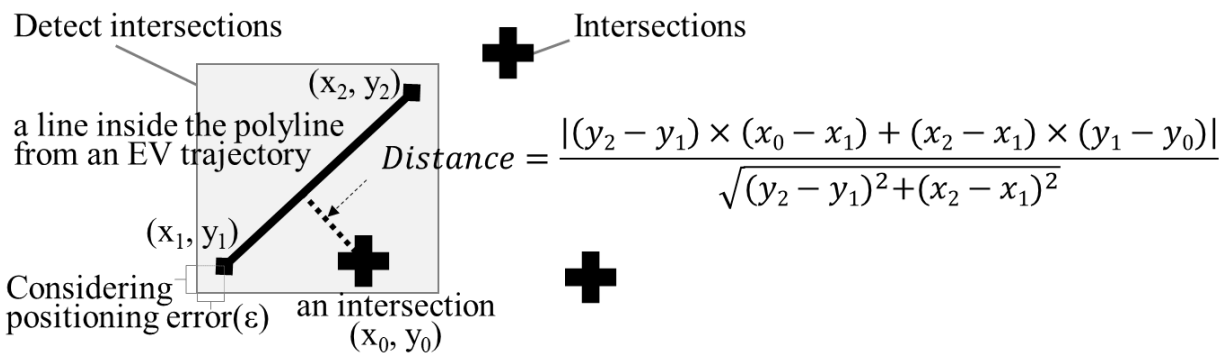 Detect intersections
Intersections
(x₂, y₂)
a line inside the polyline
from an EV trajectory
Distance = |(y₂ − y₁) × (x₀ − x₁) + (x₂ − x₁) × (y₁ − y₀)| / √(y₂ − y₁)²+(x₂ − x₁)²
(x₁, y₁)
Considering
positioning error(ε)
an intersection
(x₀, y₀)